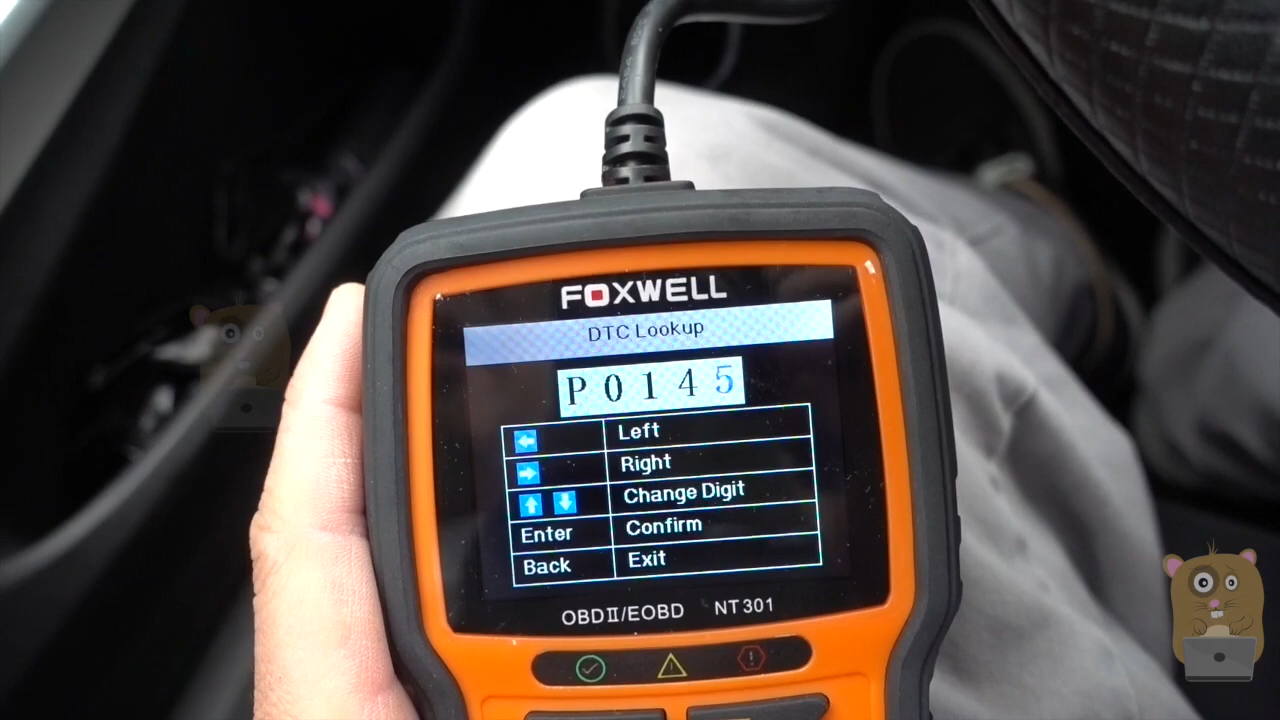 FOXWELL
DTC Lookup
P0145
Left
Right
Change Digit
Enter Confirm
Back Exit
OBDII/EOBD NT301